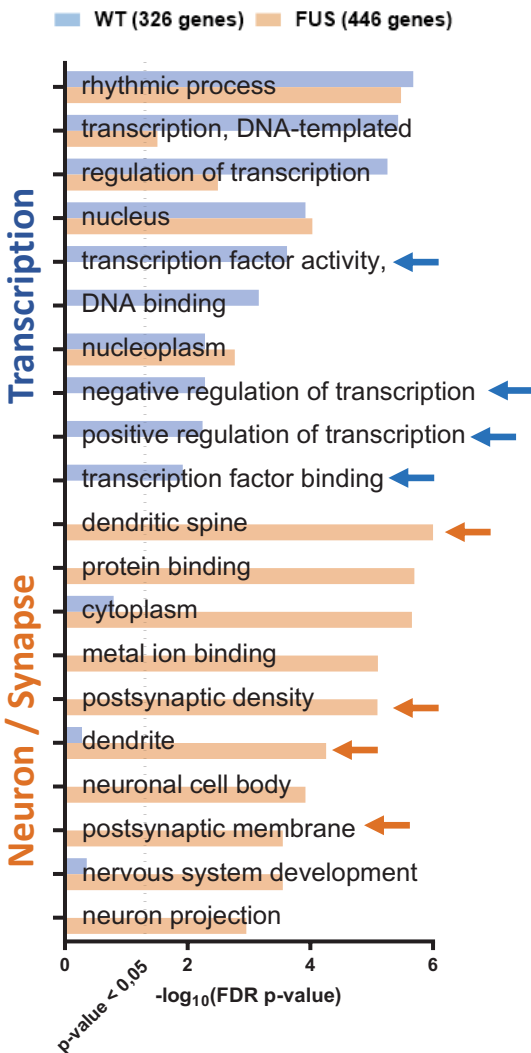 WT (326 genes) FUS (446 genes)
Transcription
rhythmic process
transcription, DNA-templated
regulation of transcription
nucleus
transcription factor activity,
DNA binding
nucleoplasm
negative regulation of transcription
positive regulation of transcription
transcription factor binding
Neuron / Synapse
dendritic spine
protein binding
cytoplasm
metal ion binding
postsynaptic density
dendrite
neuronal cell body
postsynaptic membrane
nervous system development
neuron projection
0 2 4 6
p-value < 0,05
-log₁₀(FDR p-value)